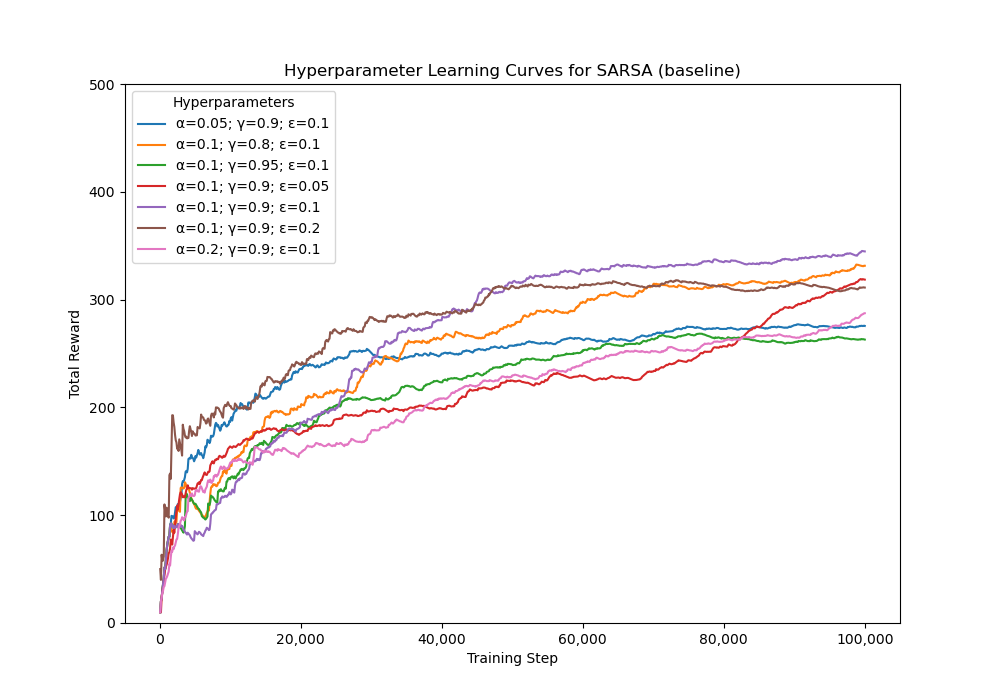 Hyperparameter Learning Curves for SARSA (baseline)
Total Reward
500
400
300
200
100
0
Hyperparameters
α=0.05; γ=0.9; ε=0.1
α=0.1; γ=0.8; ε=0.1
α=0.1; γ=0.95; ε=0.1
α=0.1; γ=0.9; ε=0.05
α=0.1; γ=0.9; ε=0.1
α=0.1; γ=0.9; ε=0.2
α=0.2; γ=0.9; ε=0.1
0 20,000 40,000 60,000 80,000 100,000
Training Step